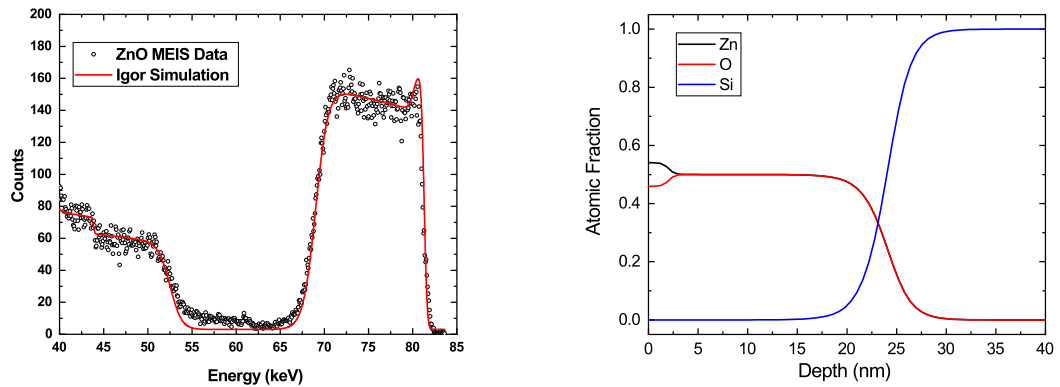 200
180
160
140
120
100
80
60
40
20
0
Counts
ZnO MEIS Data
Igor Simulation
40 45 50 55 60 65 70 75 80 85
Energy (keV)
1.0
0.8
0.6
0.4
0.2
0.0
Atomic Fraction
Zn
O
Si
0 5 10 15 20 25 30 35 40
Depth (nm)